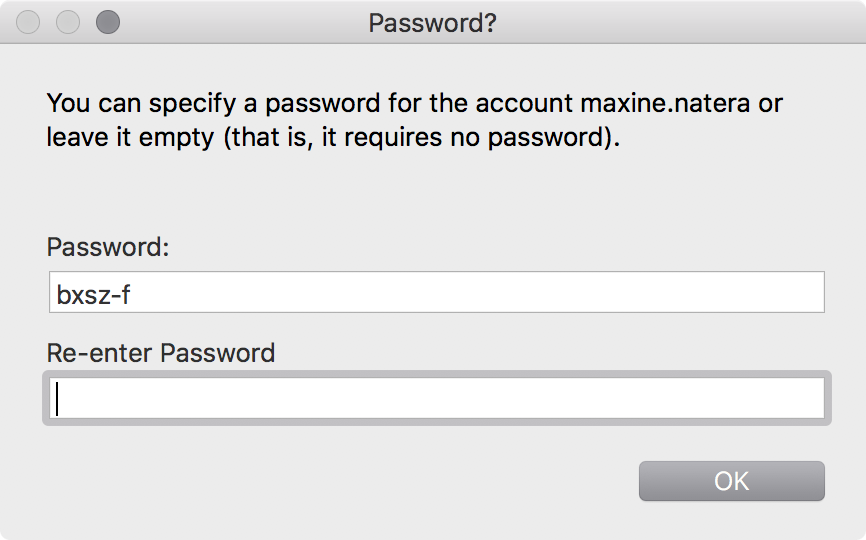 Password?
You can specify a password for the account maxine.natera or
leave it empty (that is, it requires no password).
Password:
bxsz-f
Re-enter Password
OK